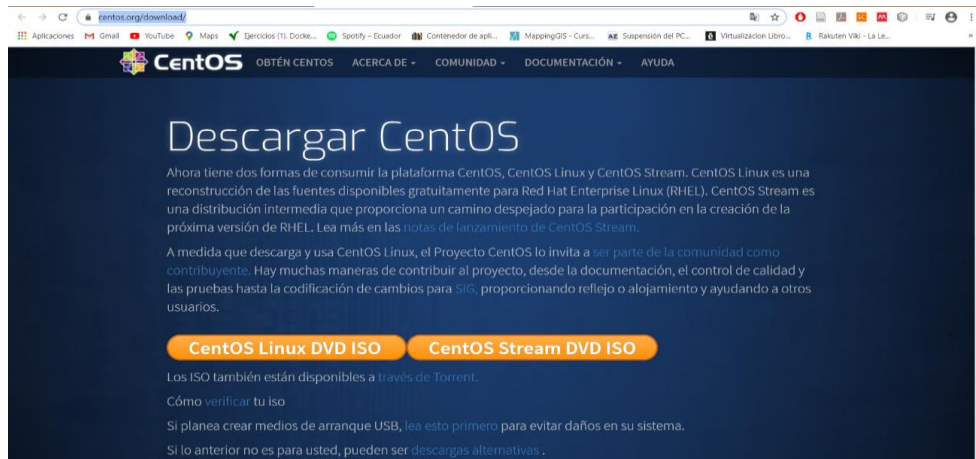 centos.org/download/
Aplicaciones Gmail YouTube Maps Ejercicios (1). Docke... Spotify – Ecuador Contenedor de apli... MappingGIS - Curs... Suspensión del PC... Virtualizacion Libro... Rakuten Viki - La Le... »
CentOS OBTÉN CENTOS ACERCA DE COMUNIDAD DOCUMENTACIÓN AYUDA
Descargar CentOS
Ahora tiene dos formas de consumir la plataforma CentOS, CentOS Linux y CentOS Stream. CentOS Linux es una
reconstrucción de las fuentes disponibles gratuitamente para Red Hat Enterprise Linux (RHEL). CentOS Stream es
una distribución intermedia que proporciona un camino despejado para la participación en la creación de la
próxima versión de RHEL. Lea más en las notas de lanzamiento de CentOS Stream.
A medida que descarga y usa CentOS Linux, el Proyecto CentOS lo invita a ser parte de la comunidad como
contribuyente. Hay muchas maneras de contribuir al proyecto, desde la documentación, el control de calidad y
las pruebas hasta la codificación de cambios para SIG, proporcionando reflejo o alojamiento y ayudando a otros
usuarios.
CentOS Linux DVD ISO CentOS Stream DVD ISO
Los ISO también están disponibles a través de Torrent.
Cómo verificar tu iso
Si planea crear medios de arranque USB, lea esto primero para evitar daños en su sistema.
Si lo anterior no es para usted, pueden ser descargas alternativas .